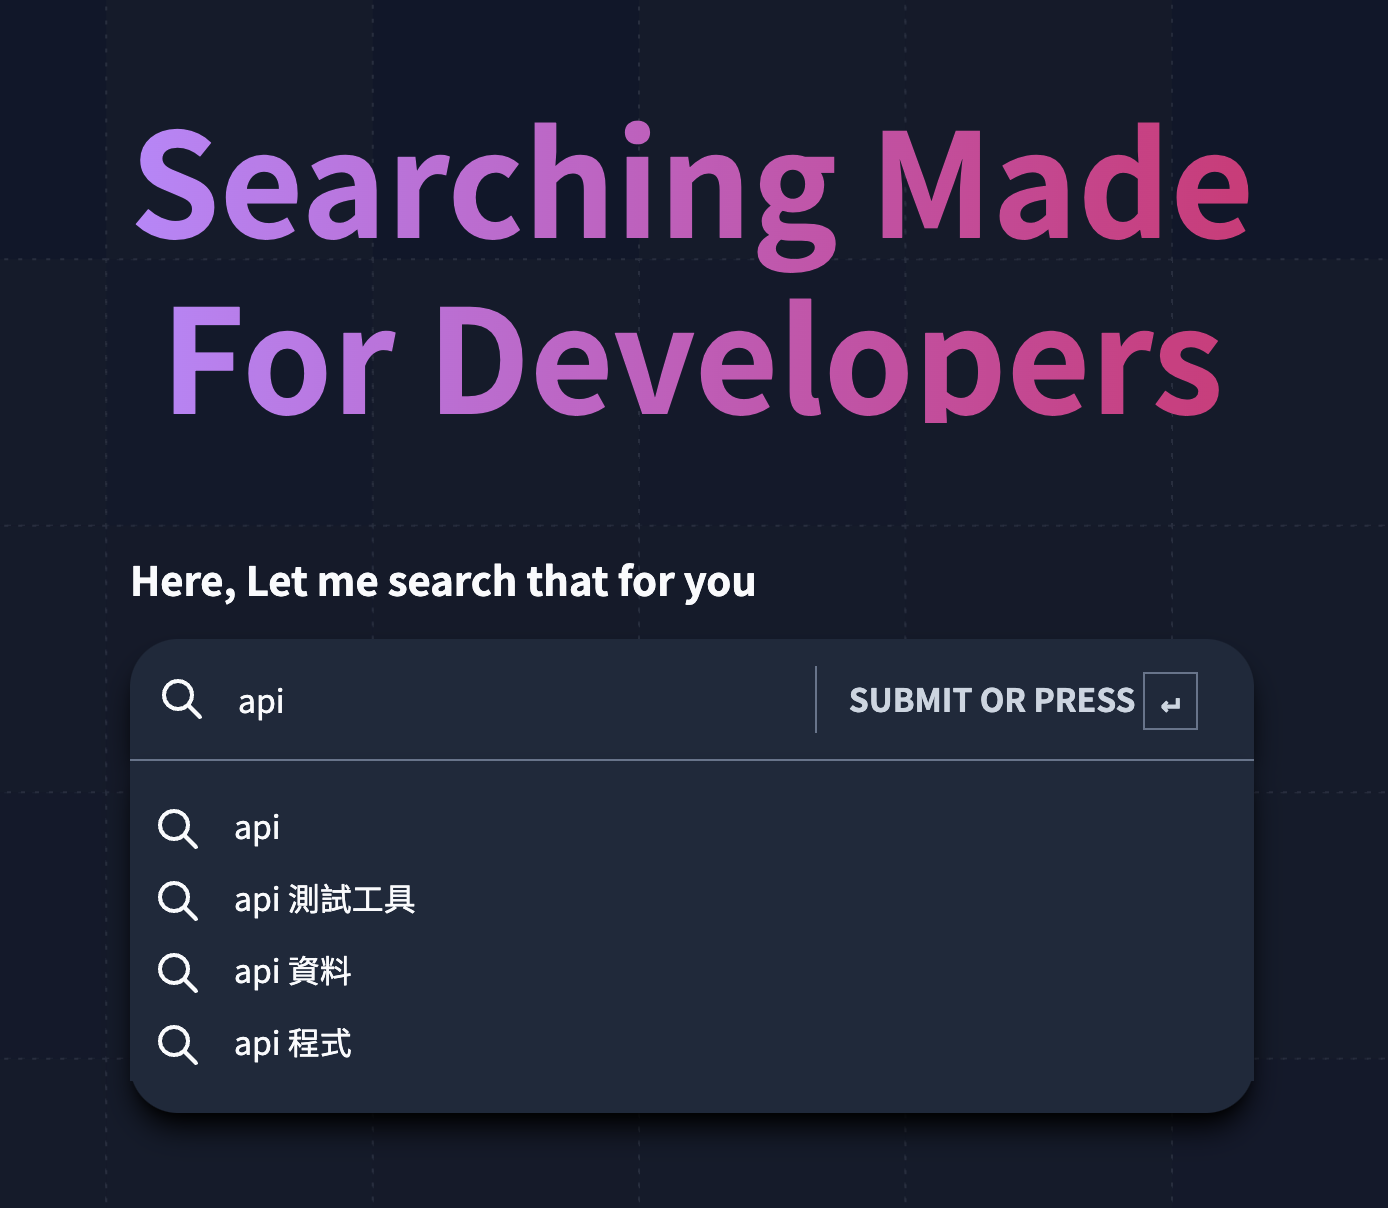 Searching Made
For Developers
Here, Let me search that for you
api
SUBMIT OR PRESS ↵
api
api 測試工具
api 資料
api 程式